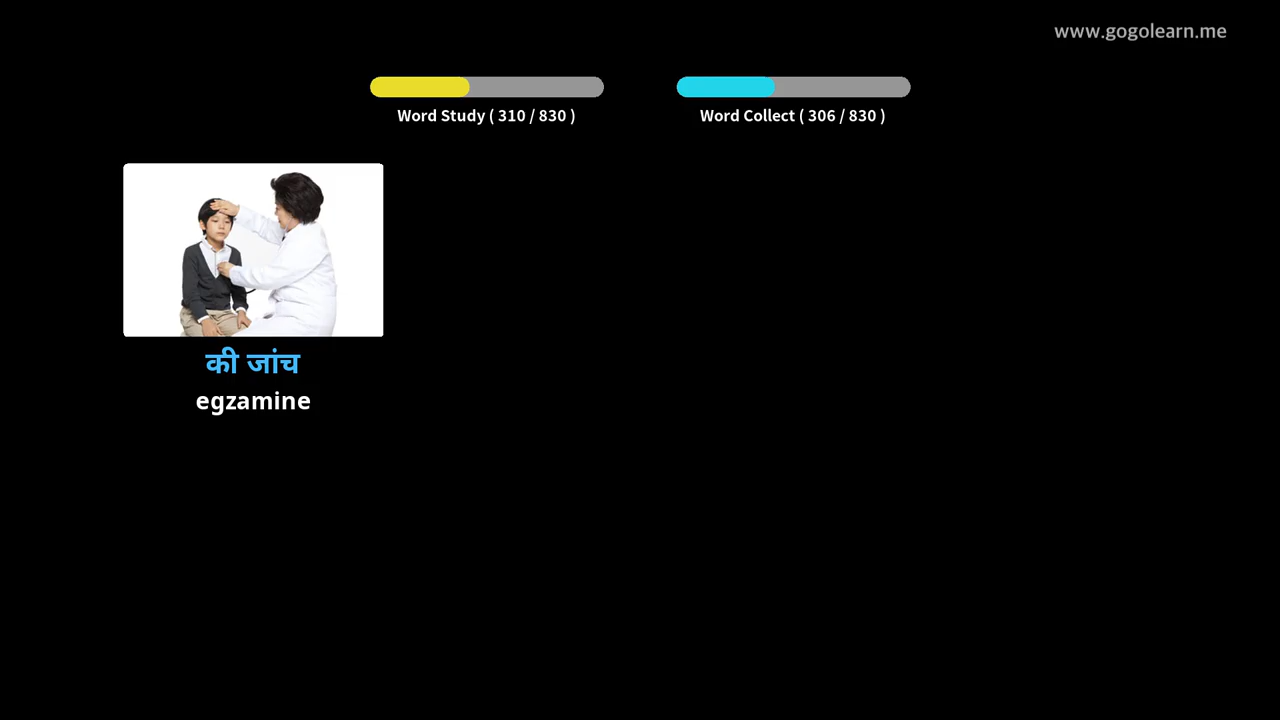 www.gogolearn.me
Word Study ( 310 / 830 )
Word Collect ( 306 / 830 )
की जांच
egzamine